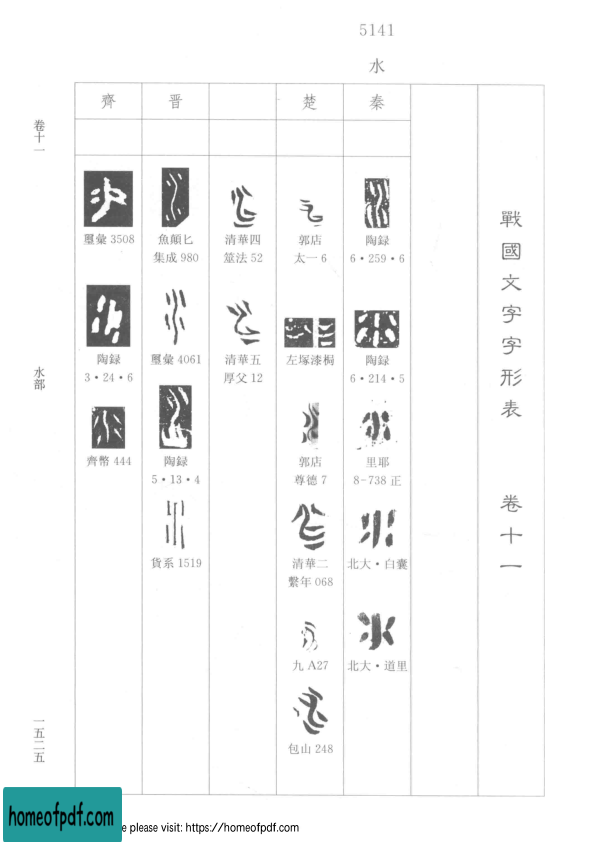 5141
水
戰國文字字形表 卷十一
秦
陶録
6·259·6
陶録
6·214·5
里耶
8-738 正
北大·白囊
北大·道里
楚
郭店
太一 6
左塚漆梮
郭店
尊德 7
清華二
繫年 068
九 A27
包山 248
清華四
筮法 52
清華五
厚父 12
晋
魚顛匕
集成 980
璽彙 4061
陶録
5·13·4
貨系 1519
齊
璽彙 3508
陶録
3·24·6
齊幣 444
卷十一
水部
一五二五
homeofpdf.com
e please visit: https://homeofpdf.com